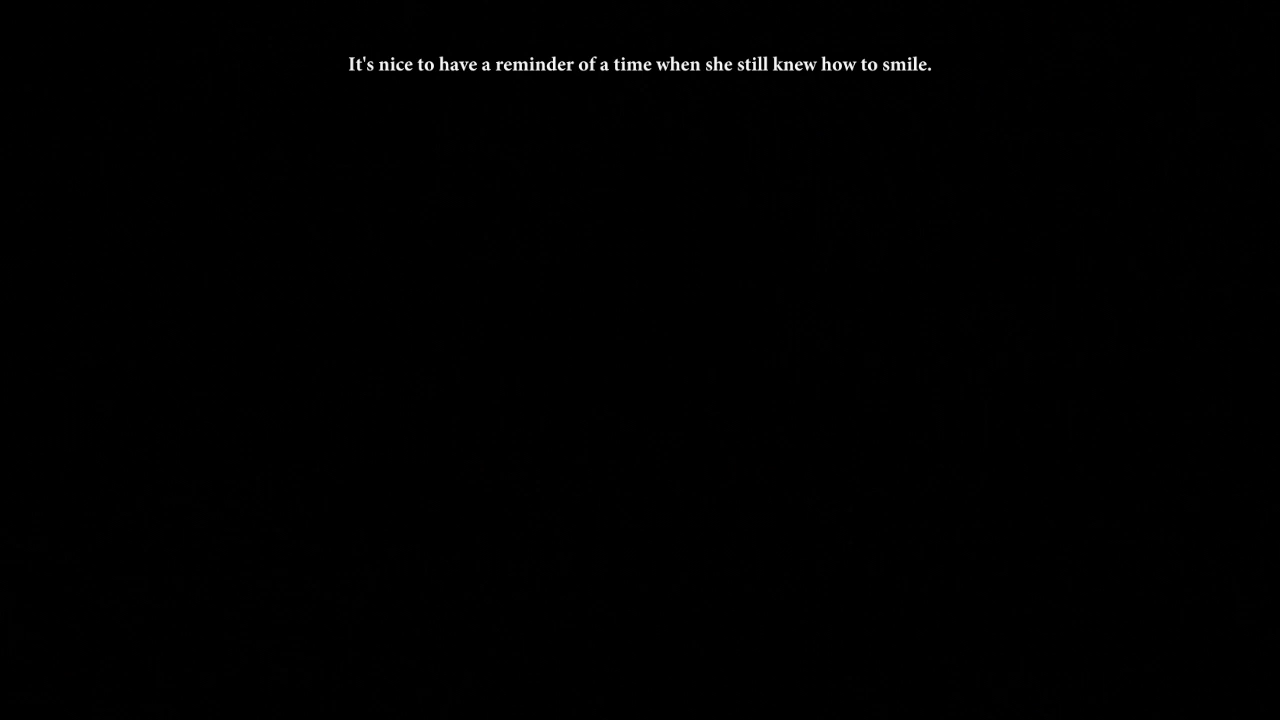 It's nice to have a reminder of a time when she still knew how to smile.